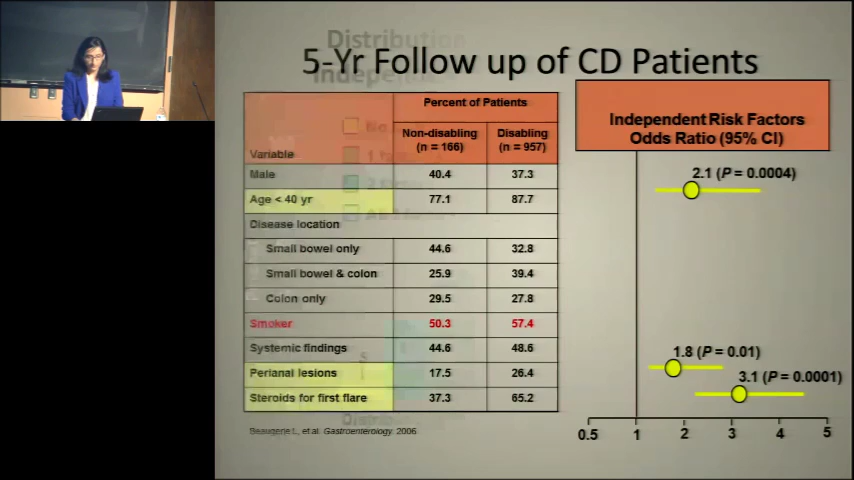 5-Yr Follow up of CD Patients
Percent of Patients
Variable
Non-disabling
(n = 166)
Disabling
(n = 957)
Independent Risk Factors
Odds Ratio (95% CI)
Male 40.4 37.3
2.1 (P = 0.0004)
Age < 40 yr 77.1 87.7
Disease location
Small bowel only 44.6 32.8
Small bowel & colon 25.9 39.4
Colon only 29.5 27.8
Smoker 50.3 57.4
Systemic findings 44.6 48.6
1.8 (P = 0.01)
Perianal lesions 17.5 26.4
3.1 (P = 0.0001)
Steroids for first flare 37.3 65.2
Beaugerie L, et al. Gastroenterology. 2006
0.5 1 2 3 4 5